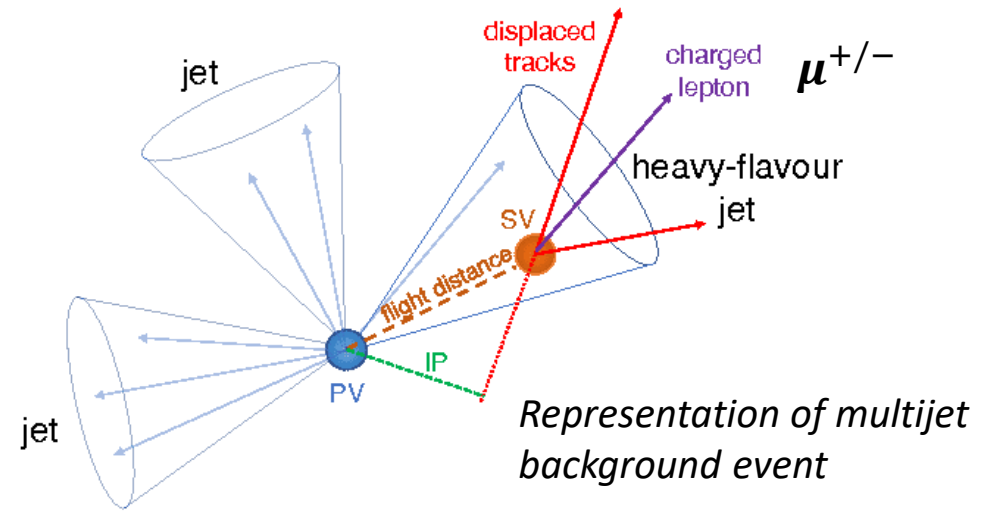 displaced
tracks
charged
lepton
μ+/−
jet
heavy-flavour
jet
SV
flight distance
IP
PV
jet
Representation of multijet
background event